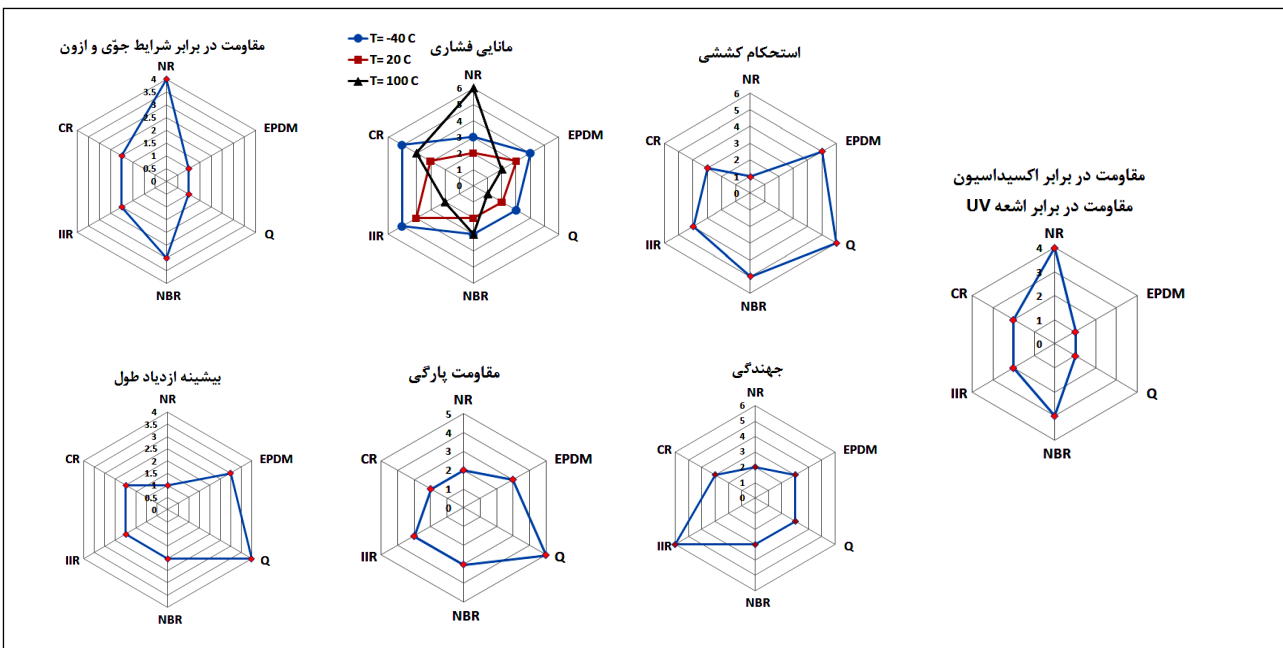 مقاومت در برابر شرایط جوّی و ازون
NR
4
3.5
3
2.5
2
1.5
1
0.5
0
CR
EPDM
IIR
Q
NBR
T= -40 C
T= 20 C
T= 100 C
مانایی فشاری
NR
6
5
4
3
2
1
0
CR
EPDM
IIR
Q
NBR
استحکام کششی
NR
6
5
4
3
2
1
0
CR
EPDM
IIR
Q
NBR
مقاومت در برابر اکسیداسیون
مقاومت در برابر اشعه UV
NR
4
3
2
1
0
CR
EPDM
IIR
Q
NBR
بیشینه ازدیاد طول
NR
4
3.5
3
2.5
2
1.5
1
0.5
0
CR
EPDM
IIR
Q
NBR
مقاومت پارگی
NR
5
4
3
2
1
0
CR
EPDM
IIR
Q
NBR
جهندگی
NR
6
5
4
3
2
1
0
CR
EPDM
IIR
Q
NBR